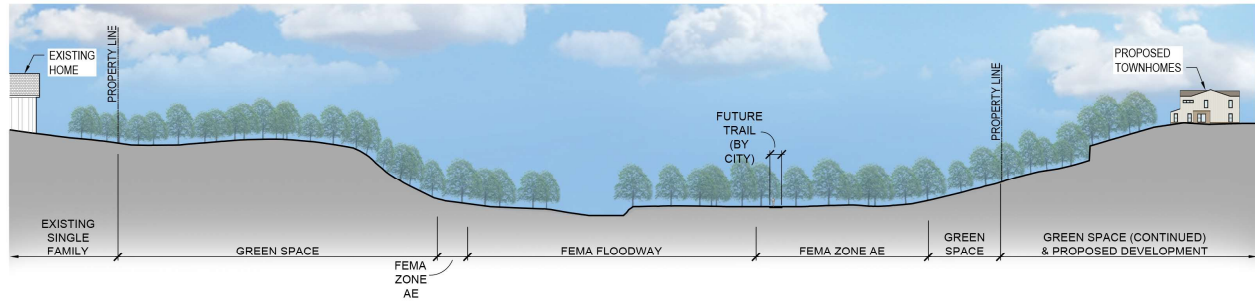 EXISTING
HOME
PROPERTY LINE
FUTURE
TRAIL
(BY
CITY)
PROPERTY LINE
PROPOSED
TOWNHOMES
EXISTING
SINGLE
FAMILY
GREEN SPACE
FEMA
ZONE
AE
FEMA FLOODWAY
FEMA ZONE AE
GREEN
SPACE
GREEN SPACE (CONTINUED)
& PROPOSED DEVELOPMENT